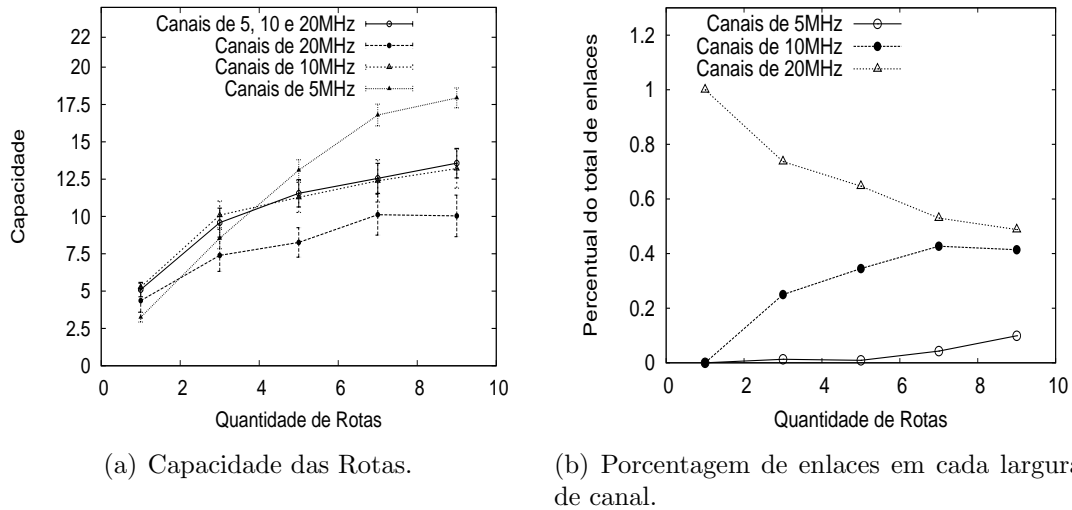 Capacidade
22
20
17.5
15
12.5
10
7.5
5
2.5
0
Canais de 5, 10 e 20MHz
Canais de 20MHz
Canais de 10MHz
Canais de 5MHz
0 2 4 6 8 10
Quantidade de Rotas
(a) Capacidade das Rotas.
Percentual do total de enlaces
1.2
1
0.8
0.6
0.4
0.2
0
Canais de 5MHz
Canais de 10MHz
Canais de 20MHz
0 2 4 6 8 10
Quantidade de Rotas
(b) Porcentagem de enlaces em cada largura
de canal.